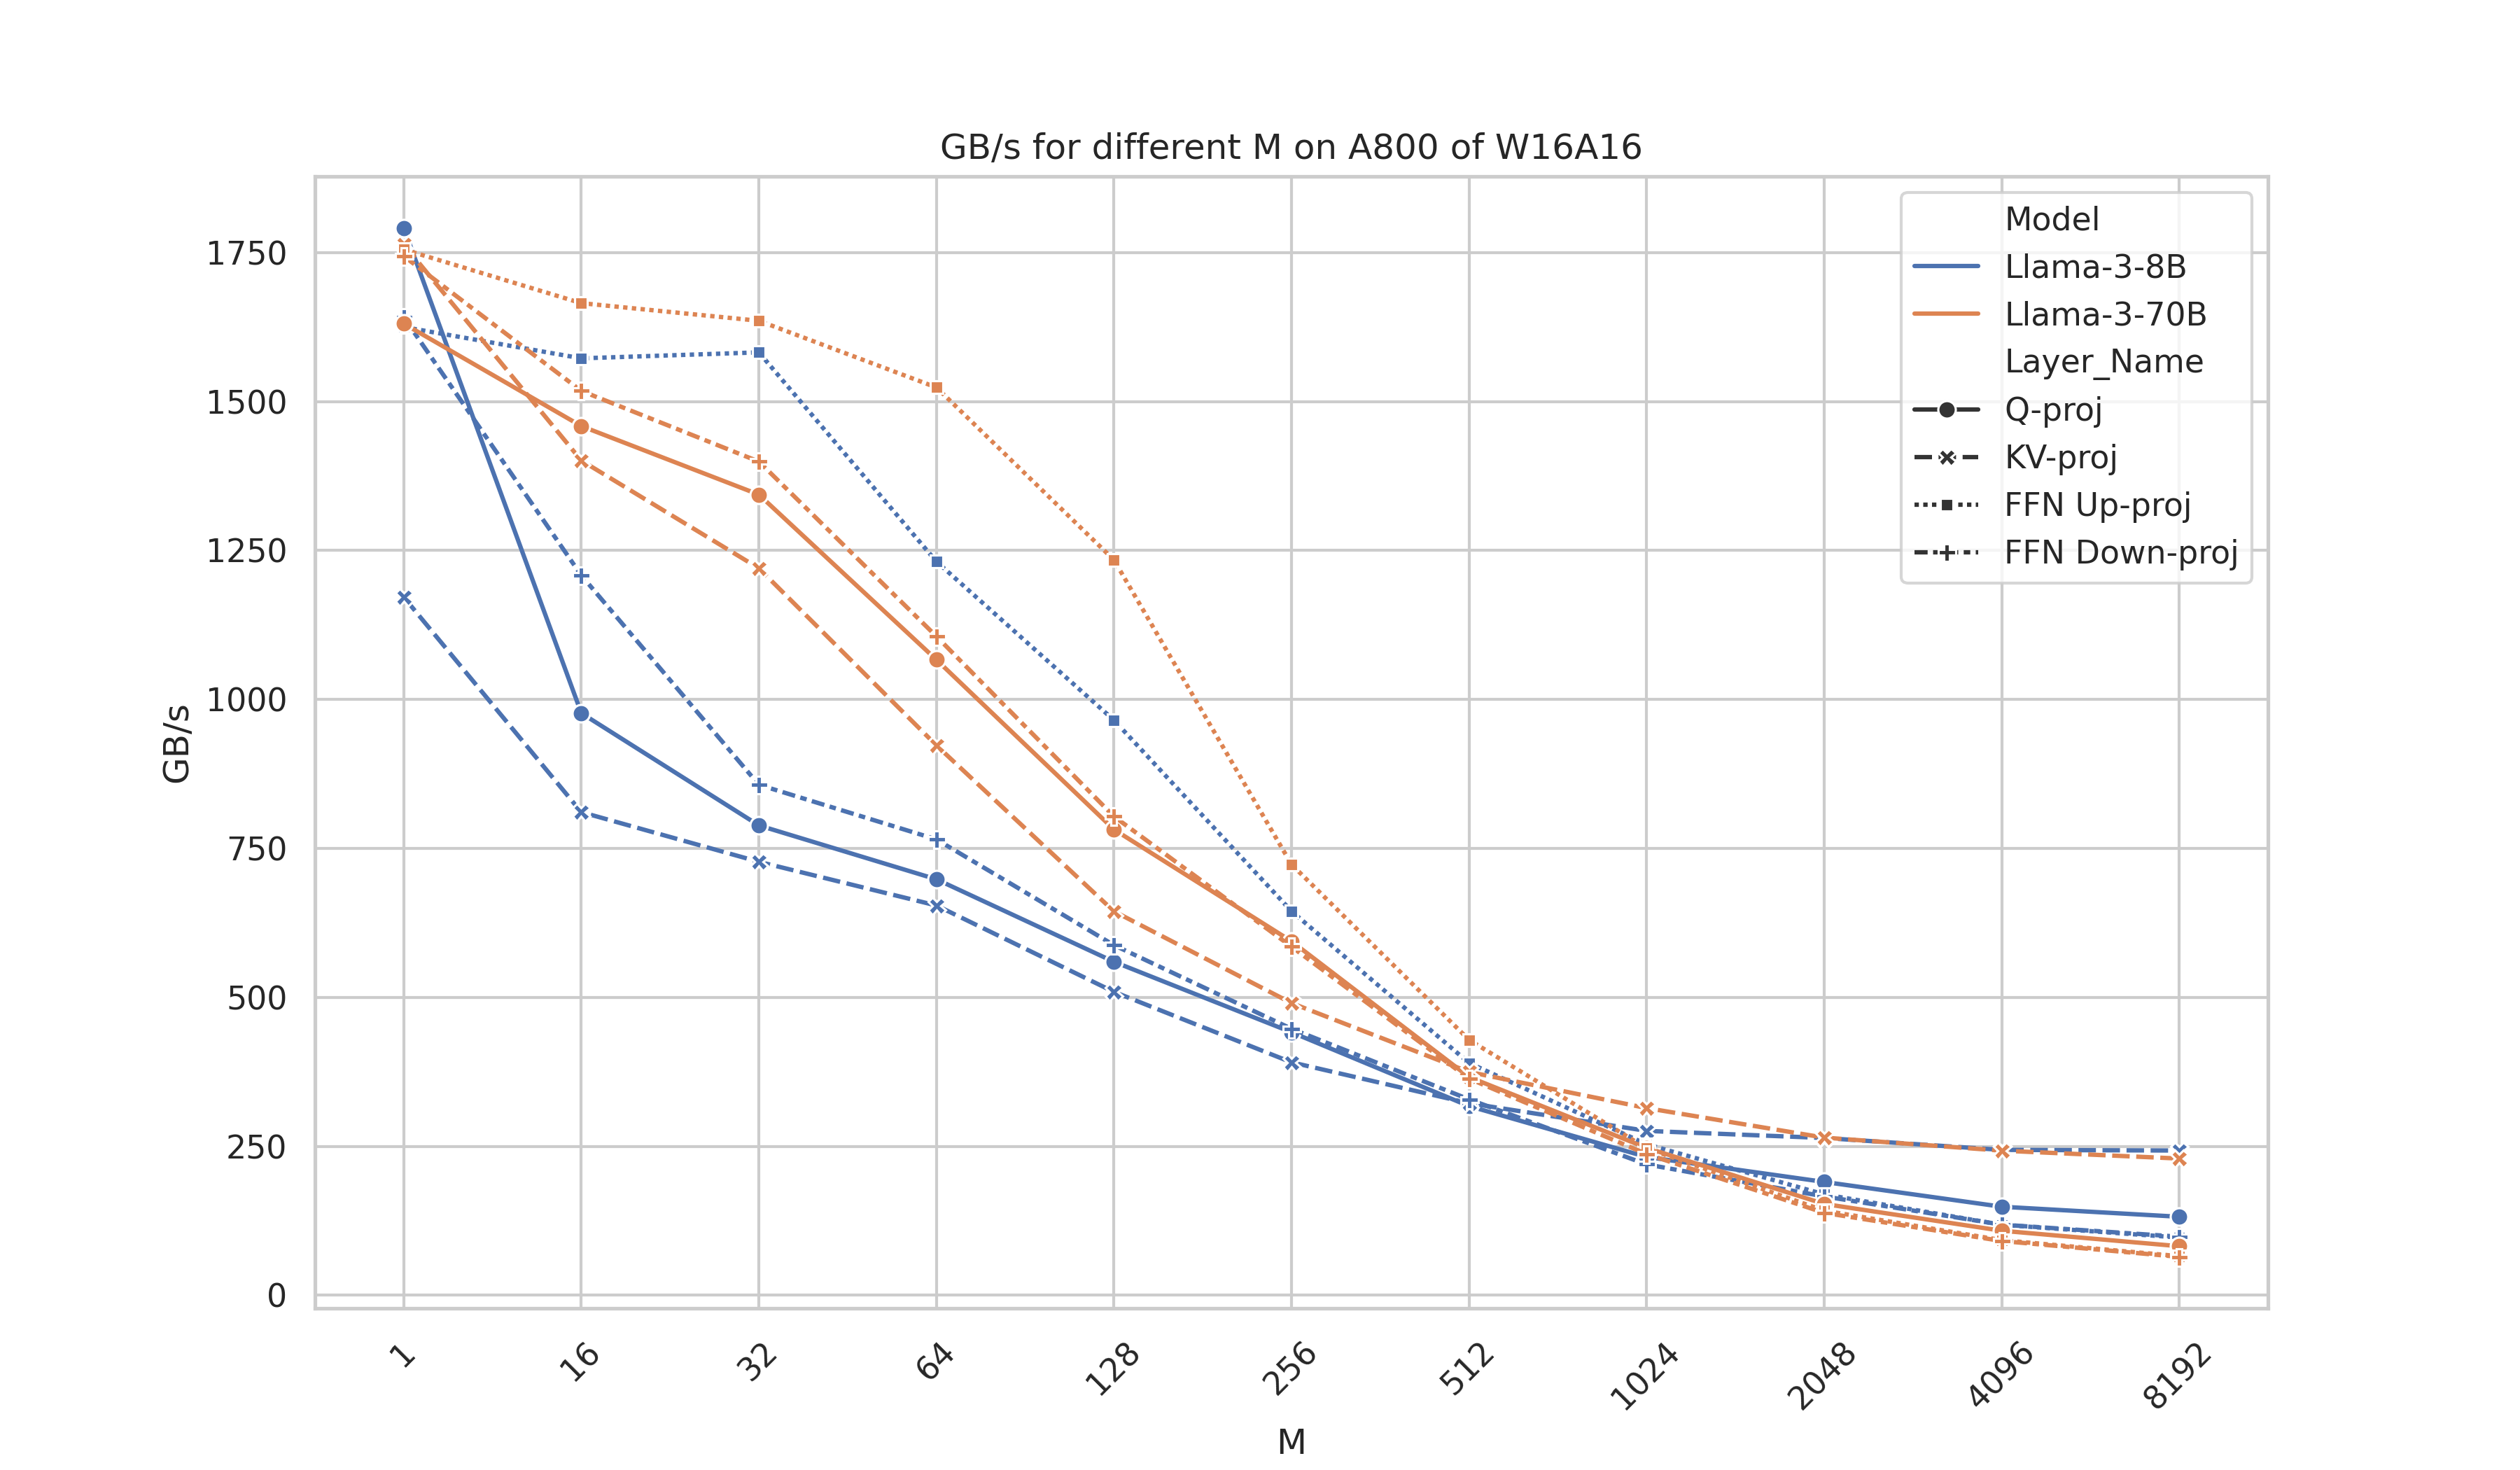 GB/s for different M on A800 of W16A16
Model
Llama-3-8B
Llama-3-70B
Layer_Name
Q-proj
KV-proj
FFN Up-proj
FFN Down-proj
GB/s
1750
1500
1250
1000
750
500
250
0
1
16
32
64
128
256
512
1024
2048
4096
8192
M